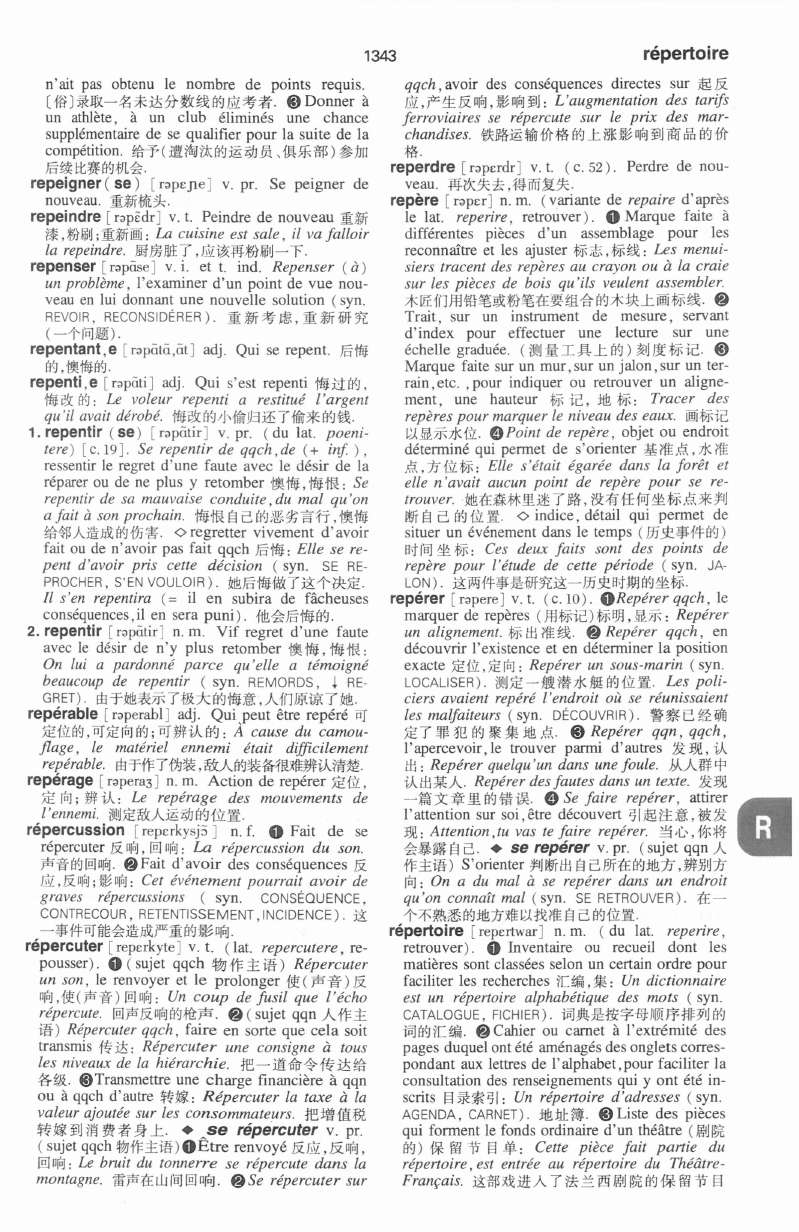 1343
répertoire
n'ait pas obtenu le nombre de points requis.
〔俗〕录取一名未达分数线的应考者. ❸ Donner à
un athlète, à un club éliminés une chance
supplémentaire de se qualifier pour la suite de la
compétition. 给予(遭淘汰的运动员、俱乐部)参加
后续比赛的机会.
repeigner (se) [rəpɛɲe] v. pr. Se peigner de
nouveau. 重新梳头.
repeindre [rəpɛ̃dr] v. t. Peindre de nouveau 重新
漆,粉刷;重新画: La cuisine est sale, il va falloir
la repeindre. 厨房脏了,应该再粉刷一下.
repenser [rəpɑ̃se] v. i. et t. ind. Repenser (à)
un problème, l'examiner d'un point de vue nou-
veau en lui donnant une nouvelle solution (syn.
REVOIR, RECONSIDÉRER). 重新考虑,重新研究
(一个问题).
repentant,e [rəpɑ̃tɑ̃,ɑ̃t] adj. Qui se repent. 后悔
的,懊悔的.
repenti,e [rəpɑ̃ti] adj. Qui s'est repenti 悔过的,
悔改的: Le voleur repenti a restitué l'argent
qu'il avait dérobé. 悔改的小偷归还了偷来的钱.
1. repentir (se) [rəpɑ̃tir] v. pr. (du lat. poeni-
tere) [c.19]. Se repentir de qqch,de (+ inf.),
ressentir le regret d'une faute avec le désir de la
réparer ou de ne plus y retomber 懊悔,悔恨: Se
repentir de sa mauvaise conduite,du mal qu'on
a fait à son prochain. 悔恨自己的恶劣言行,懊悔
给邻人造成的伤害. ◇regretter vivement d'avoir
fait ou de n'avoir pas fait qqch 后悔: Elle se re-
pent d'avoir pris cette décision (syn. SE RE-
PROCHER, S'EN VOULOIR). 她后悔做了这个决定.
Il s'en repentira (= il en subira de fâcheuses
conséquences,il en sera puni). 他会后悔的.
2. repentir [rəpɑ̃tir] n. m. Vif regret d'une faute
avec le désir de n'y plus retomber 懊悔,悔恨:
On lui a pardonné parce qu'elle a témoigné
beaucoup de repentir (syn. REMORDS, ↓ RE-
GRET). 由于她表示了极大的悔意,人们原谅了她.
repérable [rəperabl] adj. Qui peut être repéré 可
定位的,可定向的;可辨认的: À cause du camou-
flage, le matériel ennemi était difficilement
repérable. 由于作了伪装,敌人的装备很难辨认清楚.
repérage [rəperaʒ] n. m. Action de repérer 定位,
定向;辨认: Le repérage des mouvements de
l'ennemi. 测定敌人运动的位置.
répercussion [repɛrkysjɔ̃] n. f. ❶ Fait de se
répercuter 反响,回响: La répercussion du son.
声音的回响. ❷Fait d'avoir des conséquences 反
应,反响;影响: Cet événement pourrait avoir de
graves répercussions ( syn. CONSÉQUENCE,
CONTRECOUR, RETENTISSEMENT,INCIDENCE). 这
一事件可能会造成严重的影响.
répercuter [repɛrkyte] v. t. (lat. repercutere, re-
pousser). ❶ (sujet qqch 物作主语) Répercuter
un son, le renvoyer et le prolonger 使(声音)反
响,使(声音)回响: Un coup de fusil que l'écho
répercute. 回声反响的枪声. ❷(sujet qqn 人作主
语) Répercuter qqch, faire en sorte que cela soit
transmis 传达: Répercuter une consigne à tous
les niveaux de la hiérarchie. 把一道命令传达给
各级. ❸Transmettre une charge financière à qqn
ou à qqch d'autre 转嫁: Répercuter la taxe à la
valeur ajoutée sur les consommateurs. 把增值税
转嫁到消费者身上. ◆ se répercuter v. pr.
(sujet qqch 物作主语)❶Être renvoyé 反应,反响,
回响: Le bruit du tonnerre se répercute dans la
montagne. 雷声在山间回响. ❷Se répercuter sur
qqch,avoir des conséquences directes sur 起反
应,产生反响,影响到: L'augmentation des tarifs
ferroviaires se répercute sur le prix des mar-
chandises. 铁路运输价格的上涨影响到商品的价
格.
reperdre [rəpɛrdr] v. t. (c. 52). Perdre de nou-
veau. 再次失去,得而复失.
repère [rəpɛr] n. m. (variante de repaire d'après
le lat. reperire, retrouver). ❶ Marque faite à
différentes pièces d'un assemblage pour les
reconnaître et les ajuster 标志,标线: Les menui-
siers tracent des repères au crayon ou à la craie
sur les pièces de bois qu'ils veulent assembler.
木匠们用铅笔或粉笔在要组合的木块上画标线. ❷
Trait, sur un instrument de mesure, servant
d'index pour effectuer une lecture sur une
échelle graduée. (测量工具上的)刻度标记. ❸
Marque faite sur un mur,sur un jalon,sur un ter-
rain,etc. ,pour indiquer ou retrouver un aligne-
ment, une hauteur 标记, 地标: Tracer des
repères pour marquer le niveau des eaux. 画标记
以显示水位. ❹Point de repère, objet ou endroit
déterminé qui permet de s'orienter 基准点,水准
点,方位标: Elle s'était égarée dans la forêt et
elle n'avait aucun point de repère pour se re-
trouver. 她在森林里迷了路,没有任何坐标点来判
断自己的位置. ◇ indice, détail qui permet de
situer un événement dans le temps (历史事件的)
时间坐标: Ces deux faits sont des points de
repère pour l'étude de cette période (syn. JA-
LON). 这两件事是研究这一历史时期的坐标.
repérer [rəpere] v. t. (c. 10). ❶Repérer qqch, le
marquer de repères (用标记)标明,显示: Repérer
un alignement. 标出准线. ❷ Repérer qqch, en
découvrir l'existence et en déterminer la position
exacte 定位,定向: Repérer un sous-marin (syn.
LOCALISER). 测定一艘潜水艇的位置. Les poli-
ciers avaient repéré l'endroit où se réunissaient
les malfaiteurs (syn. DÉCOUVRIR). 警察已经确
定了罪犯的聚集地点. ❸ Repérer qqn, qqch,
l'apercevoir,le trouver parmi d'autres 发现,认
出: Repérer quelqu'un dans une foule. 从人群中
认出某人. Repérer des fautes dans un texte. 发现
一篇文章里的错误. ❹ Se faire repérer, attirer
l'attention sur soi,être découvert 引起注意,被发
现: Attention,tu vas te faire repérer. 当心,你将
会暴露自己. ◆ se repérer v. pr. (sujet qqn 人
作主语) S'orienter 判断出自己所在的地方,辨别方
向: On a du mal à se repérer dans un endroit
qu'on connaît mal (syn. SE RETROUVER). 在一
个不熟悉的地方难以找准自己的位置.
répertoire [repɛrtwar] n. m. (du lat. reperire,
retrouver). ❶ Inventaire ou recueil dont les
matières sont classées selon un certain ordre pour
faciliter les recherches 汇编,集: Un dictionnaire
est un répertoire alphabétique des mots (syn.
CATALOGUE, FICHIER). 词典是按字母顺序排列的
词的汇编. ❷Cahier ou carnet à l'extrémité des
pages duquel ont été aménagés des onglets corres-
pondant aux lettres de l'alphabet,pour faciliter la
consultation des renseignements qui y ont été in-
scrits 目录索引: Un répertoire d'adresses (syn.
AGENDA, CARNET). 地址簿. ❸Liste des pièces
qui forment le fonds ordinaire d'un théâtre (剧院
的)保留节目单: Cette pièce fait partie du
répertoire,est entrée au répertoire du Théâtre-
Français. 这部戏进入了法兰西剧院的保留节目
R